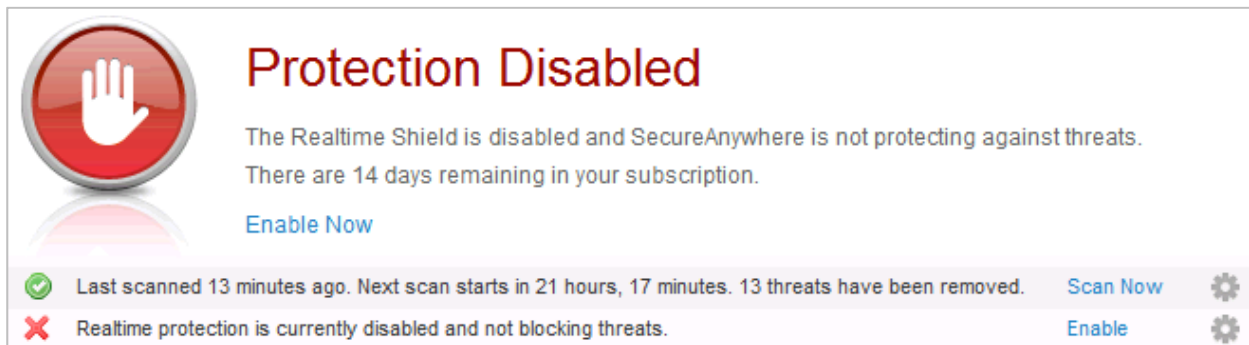 Protection Disabled
The Realtime Shield is disabled and SecureAnywhere is not protecting against threats.
There are 14 days remaining in your subscription.
Enable Now
Last scanned 13 minutes ago. Next scan starts in 21 hours, 17 minutes. 13 threats have been removed. Scan Now
Realtime protection is currently disabled and not blocking threats. Enable